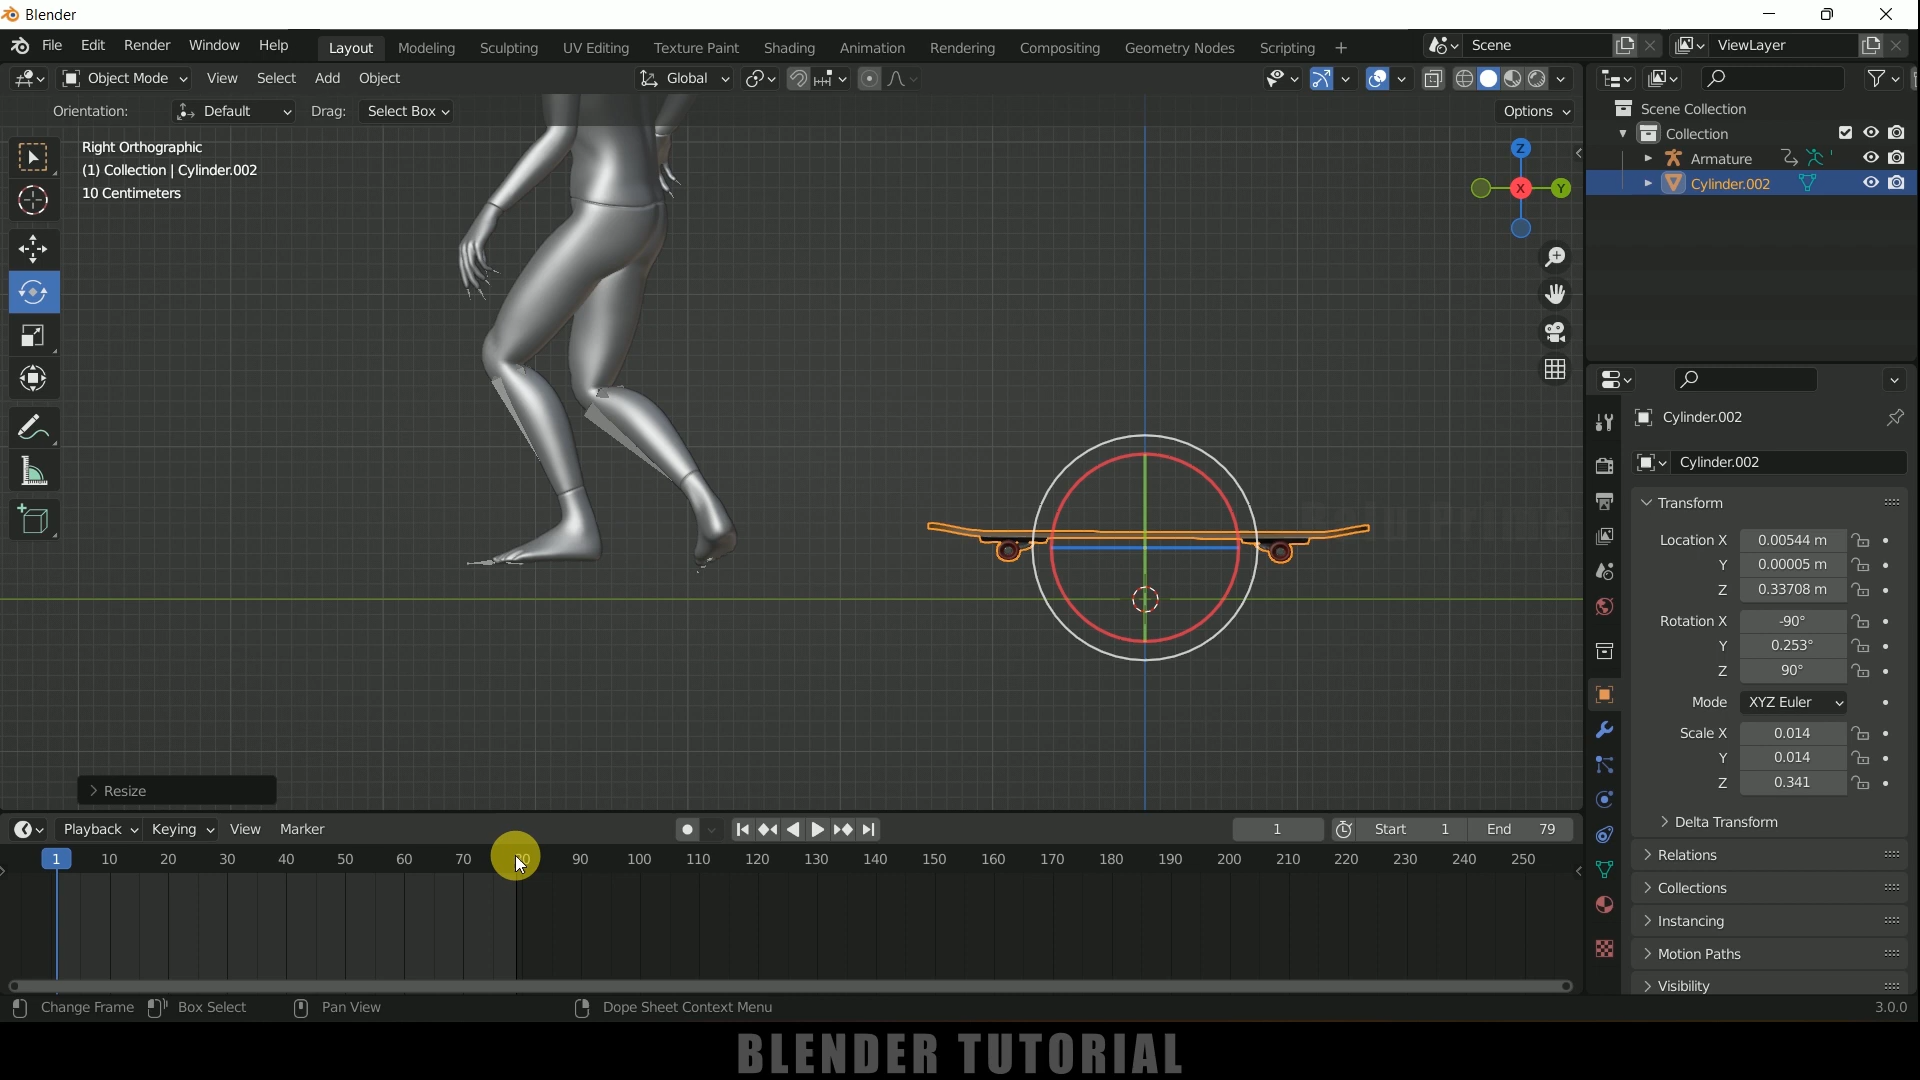 Blender
File Edit Render Window Help Layout Modeling Sculpting UV Editing Texture Paint Shading Animation Rendering Compositing Geometry Nodes Scripting + Scene ViewLayer
Object Mode View Select Add Object Global
Orientation: Default Drag: Select Box Options
Scene Collection
Collection
Armature
Cylinder.002
Right Orthographic
(1) Collection | Cylinder.002
10 Centimeters
Z
X
Y
Cylinder.002
Cylinder.002
Transform
Location X 0.00544 m
Y 0.00005 m
Z 0.33708 m
Rotation X -90°
Y 0.253°
Z 90°
Mode XYZ Euler
Scale X 0.014
Y 0.014
Z 0.341
Delta Transform
Relations
Collections
Instancing
Motion Paths
Visibility
Resize
Playback Keying View Marker 1 Start 1 End 79
1 10 20 30 40 50 60 70 80 90 100 110 120 130 140 150 160 170 180 190 200 210 220 230 240 250
Change Frame Box Select Pan View Dope Sheet Context Menu 3.0.0
BLENDER TUTORIAL